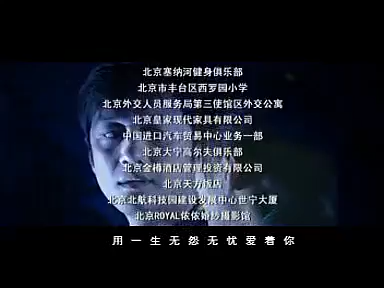 北京塞纳河健身俱乐部
北京市丰台区西罗园小学
北京外交人员服务局第三使馆区外交公寓
北京皇家现代家具有限公司
中国进口汽车贸易中心业务一部
北京大宁高尔夫俱乐部
北京金樽酒店管理投资有限公司
北京天方饭店
北京北航科技园建设发展中心世宁大厦
北京ROYAL侬侬婚纱摄影馆
用一生无怨无忧爱着你